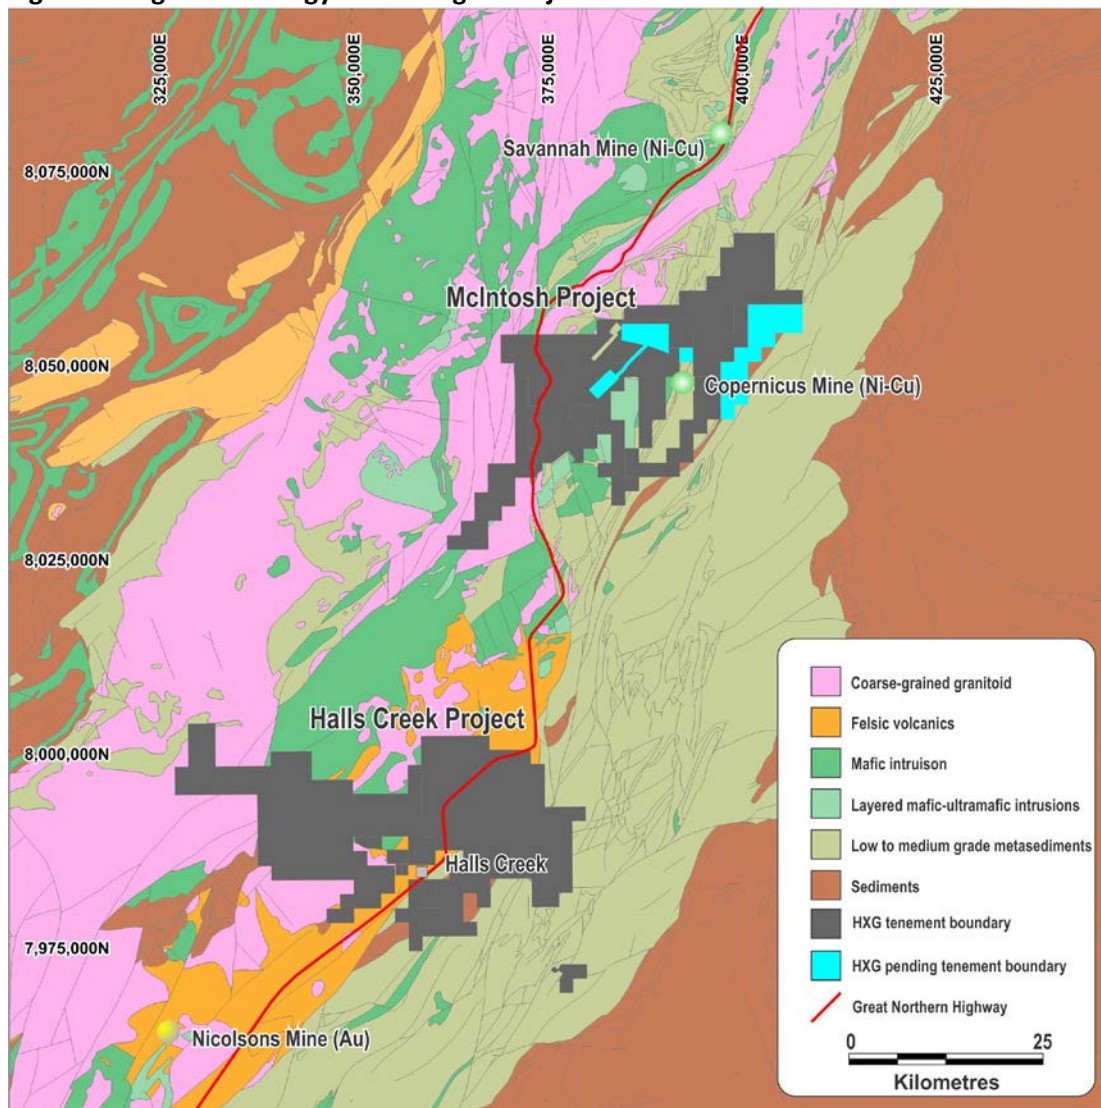 325,000E
350,000E
375,000E
400,000E
425,000E
Savannah Mine (Ni-Cu)
8,075,000N
McIntosh Project
8,050,000N
Copernicus Mine (Ni-Cu)
8,025,000N
Halls Creek Project
8,000,000N
Halls Creek
7,975,000N
Nicolsons Mine (Au)
Coarse-grained granitoid
Felsic volcanics
Mafic intruison
Layered mafic-ultramafic intrusions
Low to medium grade metasediments
Sediments
HXG tenement boundary
HXG pending tenement boundary
Great Northern Highway
0 25
Kilometres